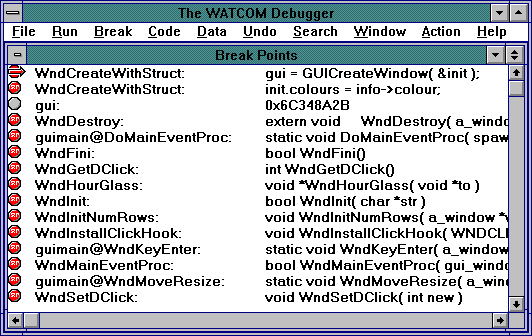 The WATCOM Debugger
File Run Break Code Data Undo Search Window Action Help
Break Points
WndCreateWithStruct: gui = GUICreateWindow( &init );
WndCreateWithStruct: init.colours = info->colour;
gui: 0x6C348A2B
WndDestroy: extern void WndDestroy( a_windo
guimain@DoMainEventProc: static void DoMainEventProc( spaw
WndFini: bool WndFini()
WndGetDClick: int WndGetDClick()
WndHourGlass: void *WndHourGlass( void *to )
WndInit: bool WndInit( char *str )
WndInitNumRows: void WndInitNumRows( a_window *w
WndInstallClickHook: void WndInstallClickHook( WNDCLI
guimain@WndKeyEnter: static void WndKeyEnter( a_window
WndMainEventProc: bool WndMainEventProc( gui_windo
guimain@WndMoveResize: static void WndMoveResize( a_wind
WndSetDClick: void WndSetDClick( int new )